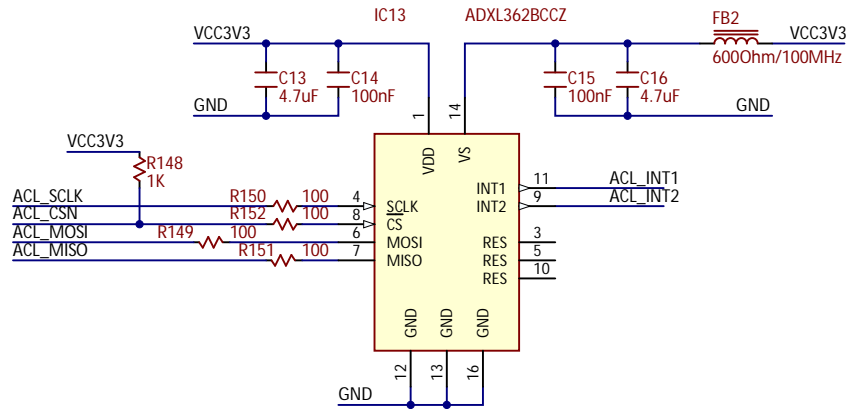 IC13 ADXL362BCCZ
FB2
VCC3V3 VCC3V3
600Ohm/100MHz
C13 C14 C15 C16
4.7uF 100nF 100nF 4.7uF
GND GND
1 14
VCC3V3
R148
1K
VDD VS
ACL_SCLK R150 100 4 SCLK
ACL_CSN R152 100 8 CS
ACL_MOSI R149 100 6 MOSI
ACL_MISO R151 100 7 MISO
INT1 11 ACL_INT1
INT2 9 ACL_INT2
RES 3
RES 5
RES 10
GND GND GND
12 13 16
GND